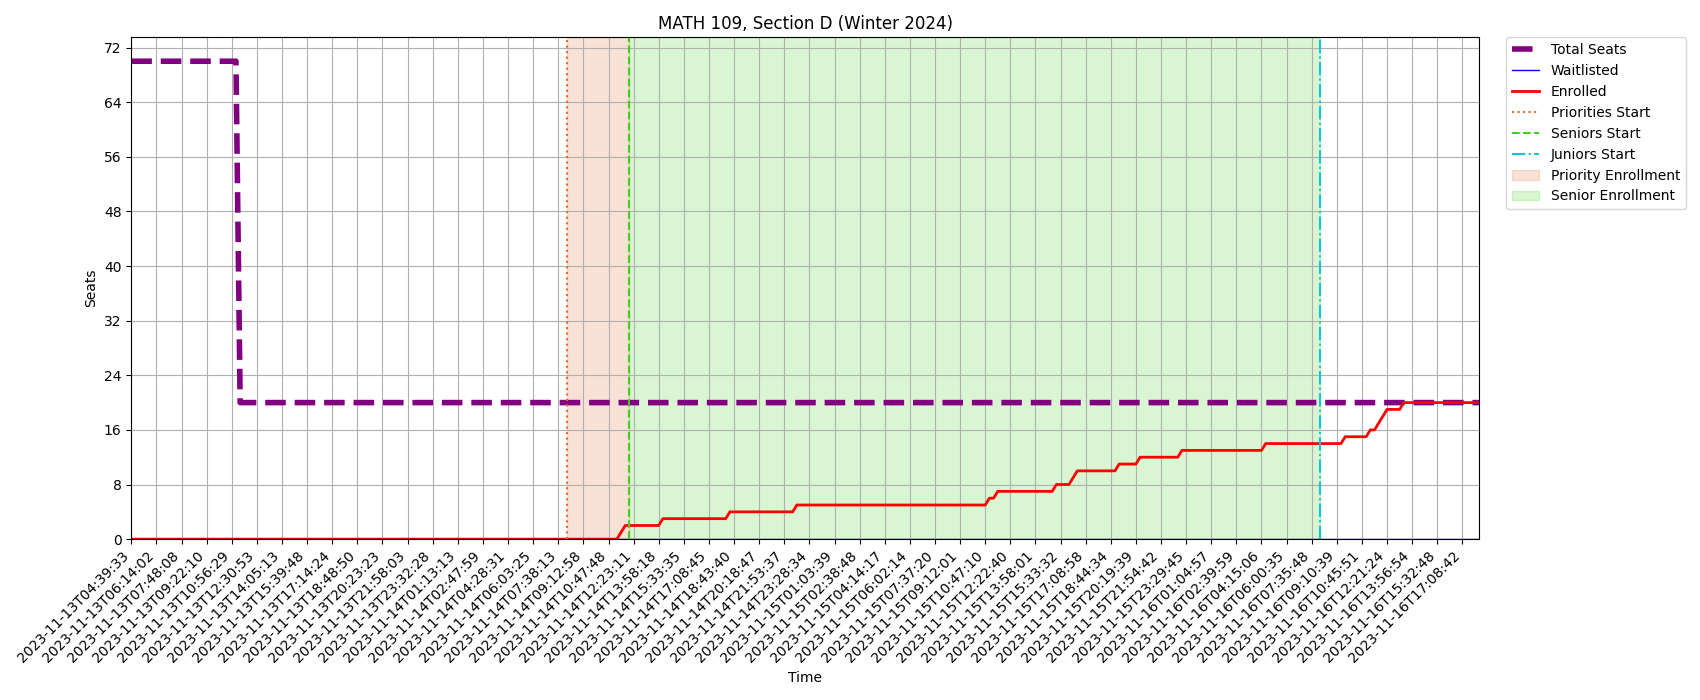 MATH 109, Section D (Winter 2024)
72
64
56
48
40
32
24
16
8
0
Seats
2023-11-13T04:39:33
2023-11-13T06:14:02
2023-11-13T07:48:08
2023-11-13T09:22:10
2023-11-13T10:56:29
2023-11-13T12:30:53
2023-11-13T14:05:13
2023-11-13T15:39:48
2023-11-13T17:14:24
2023-11-13T18:48:50
2023-11-13T20:23:23
2023-11-13T21:58:03
2023-11-13T23:32:28
2023-11-14T01:13:13
2023-11-14T02:47:59
2023-11-14T04:28:31
2023-11-14T06:03:25
2023-11-14T07:38:13
2023-11-14T09:12:58
2023-11-14T10:47:48
2023-11-14T12:23:11
2023-11-14T13:58:18
2023-11-14T15:33:35
2023-11-14T17:08:45
2023-11-14T18:43:40
2023-11-14T20:18:47
2023-11-14T21:53:37
2023-11-14T23:28:34
2023-11-15T01:03:39
2023-11-15T02:38:48
2023-11-15T04:14:17
2023-11-15T06:02:14
2023-11-15T07:37:20
2023-11-15T09:12:01
2023-11-15T10:47:10
2023-11-15T12:22:40
2023-11-15T13:58:01
2023-11-15T15:33:32
2023-11-15T17:08:58
2023-11-15T18:44:34
2023-11-15T20:19:39
2023-11-15T21:54:42
2023-11-15T23:29:45
2023-11-16T01:04:57
2023-11-16T02:39:59
2023-11-16T04:15:06
2023-11-16T06:00:35
2023-11-16T07:35:48
2023-11-16T09:10:39
2023-11-16T10:45:51
2023-11-16T12:21:24
2023-11-16T13:56:54
2023-11-16T15:32:48
2023-11-16T17:08:42
Time
Total Seats
Waitlisted
Enrolled
Priorities Start
Seniors Start
Juniors Start
Priority Enrollment
Senior Enrollment